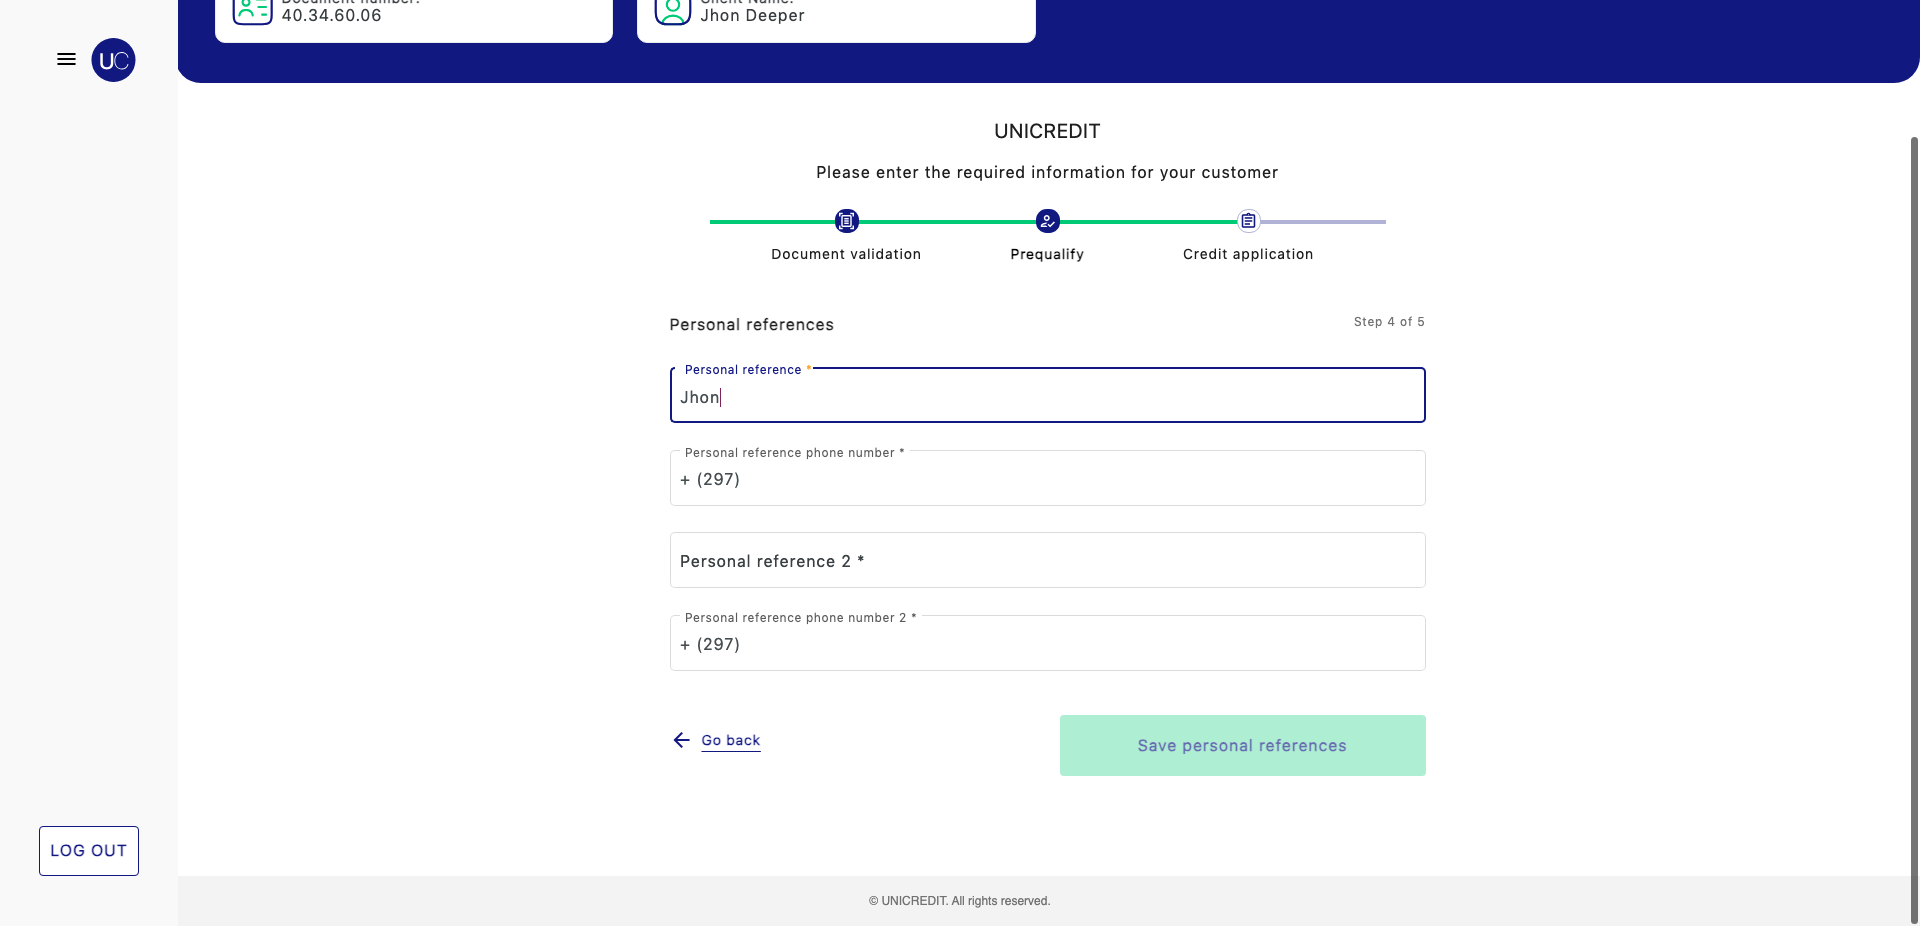 Document number:
40.34.60.06
Client Name:
Jhon Deeper
UC
UNICREDIT
Please enter the required information for your customer
Document validation
Prequalify
Credit application
Personal references
Step 4 of 5
Personal reference *
Jhon
Personal reference phone number *
+ (297)
Personal reference 2 *
Personal reference phone number 2 *
+ (297)
Go back
Save personal references
LOG OUT
© UNICREDIT. All rights reserved.